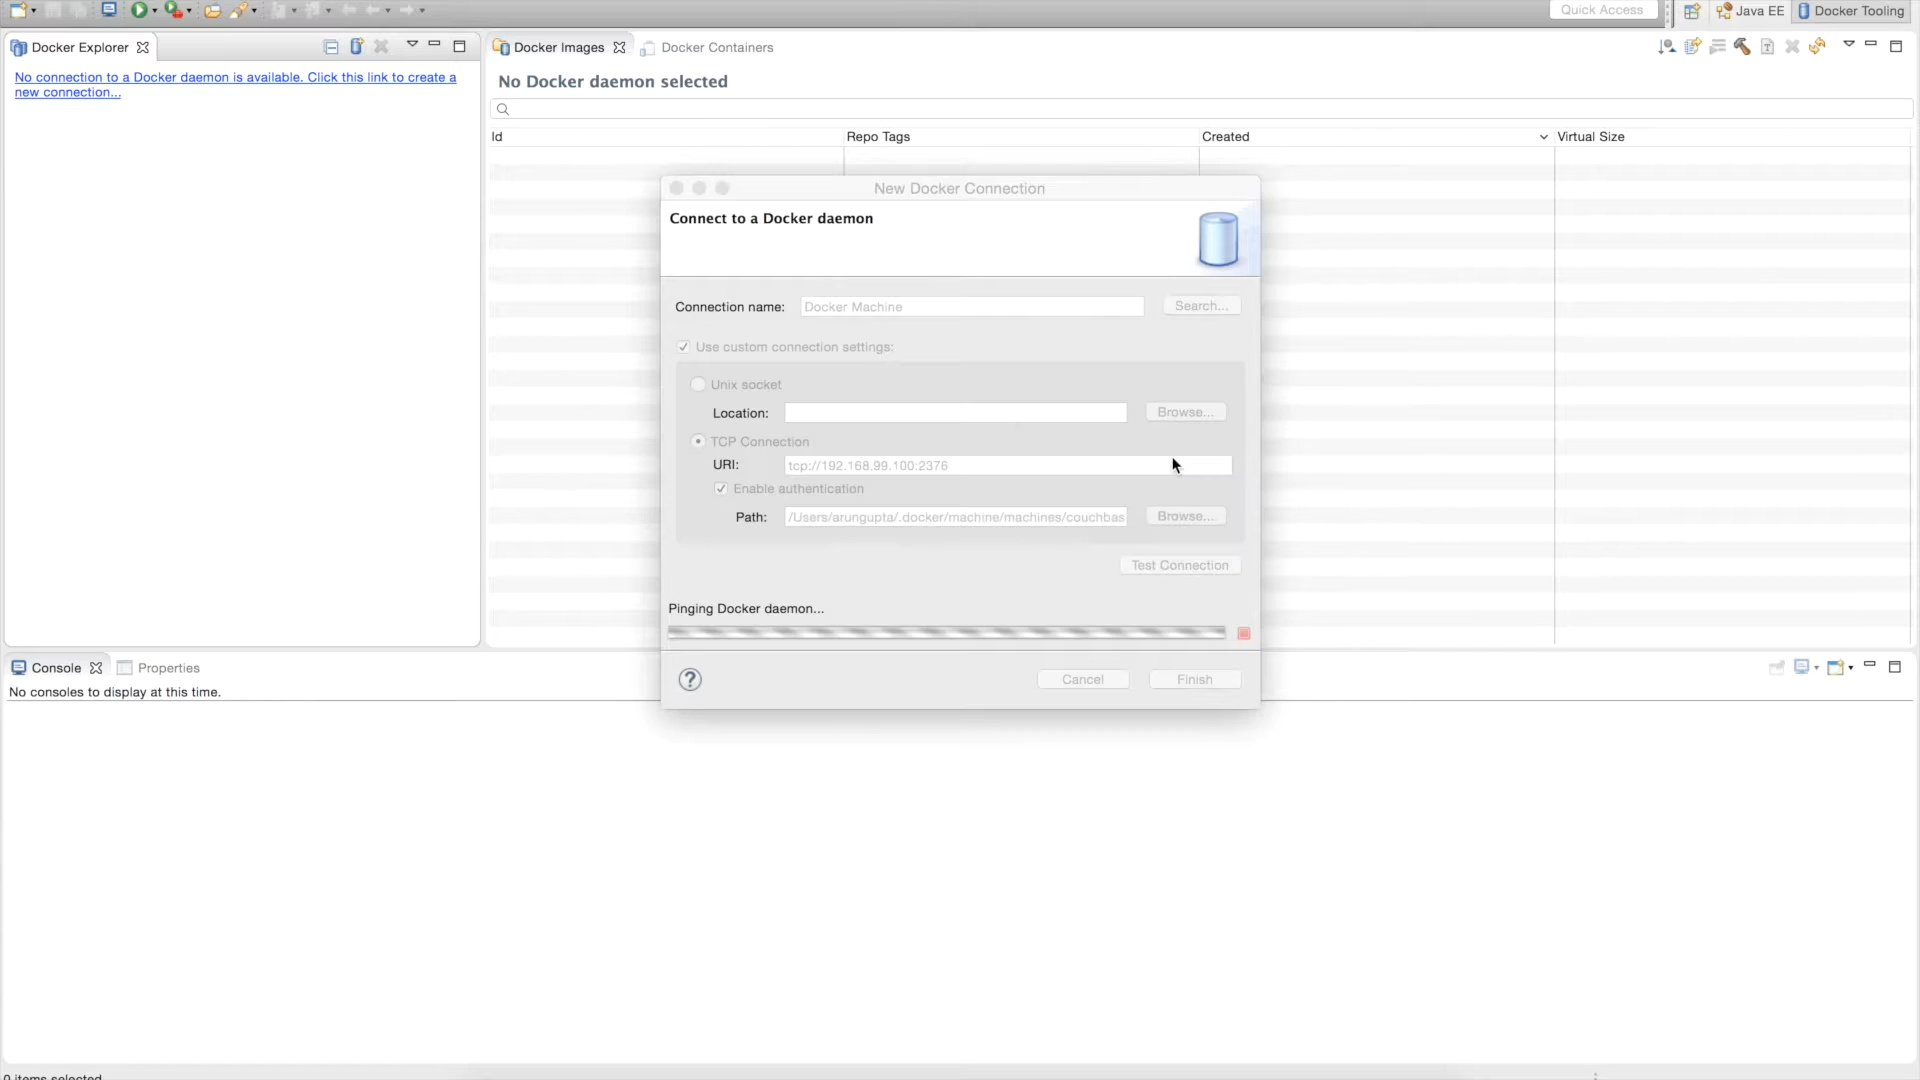 Quick Access
Java EE
Docker Tooling
Docker Explorer
Docker Images
Docker Containers
No connection to a Docker daemon is available. Click this link to create a
new connection...
No Docker daemon selected
Id
Repo Tags
Created
Virtual Size
New Docker Connection
Connect to a Docker daemon
Connection name:
Docker Machine
Search...
Use custom connection settings:
Unix socket
Location:
Browse...
TCP Connection
URI:
tcp://192.168.99.100:2376
Enable authentication
Path:
/Users/arungupta/.docker/machine/machines/couchbas
Browse...
Test Connection
Pinging Docker daemon...
?
Cancel
Finish
Console
Properties
No consoles to display at this time.
0 items selected